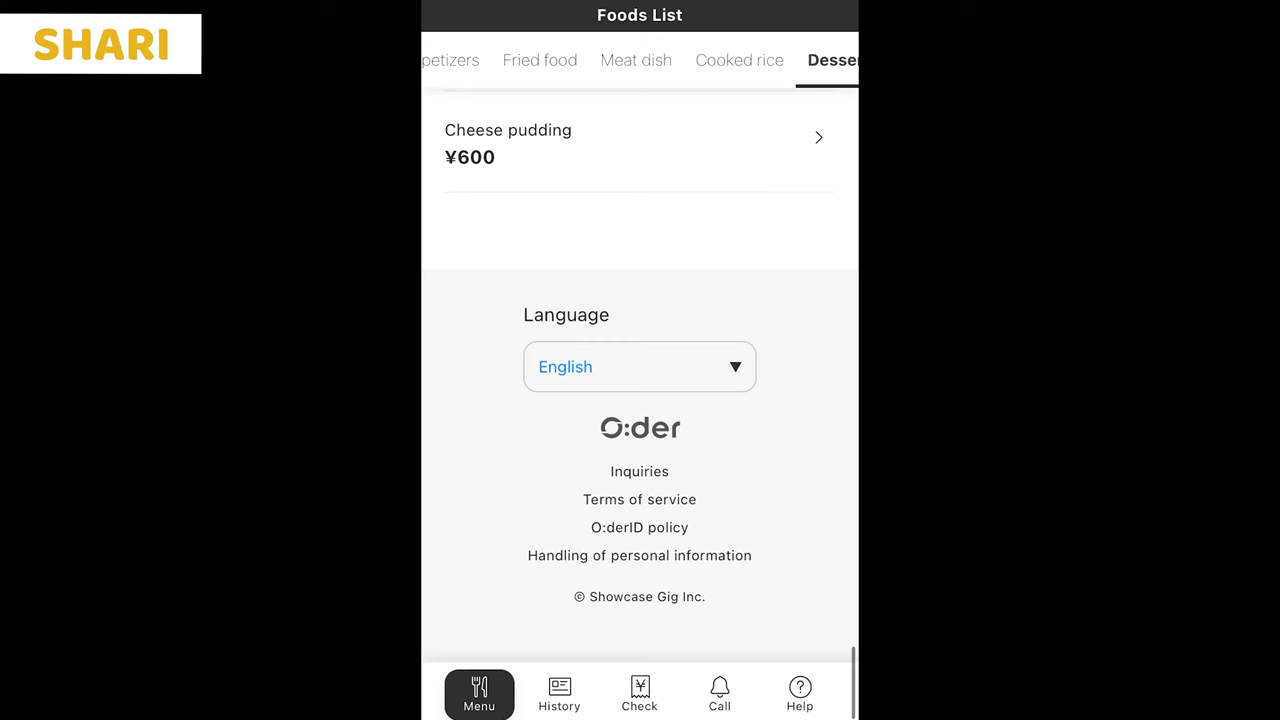 SHARI
Foods List
petizers Fried food Meat dish Cooked rice Desser
Cheese pudding
¥600
Language
English
O:der
Inquiries
Terms of service
O:derID policy
Handling of personal information
© Showcase Gig Inc.
Menu History Check Call Help